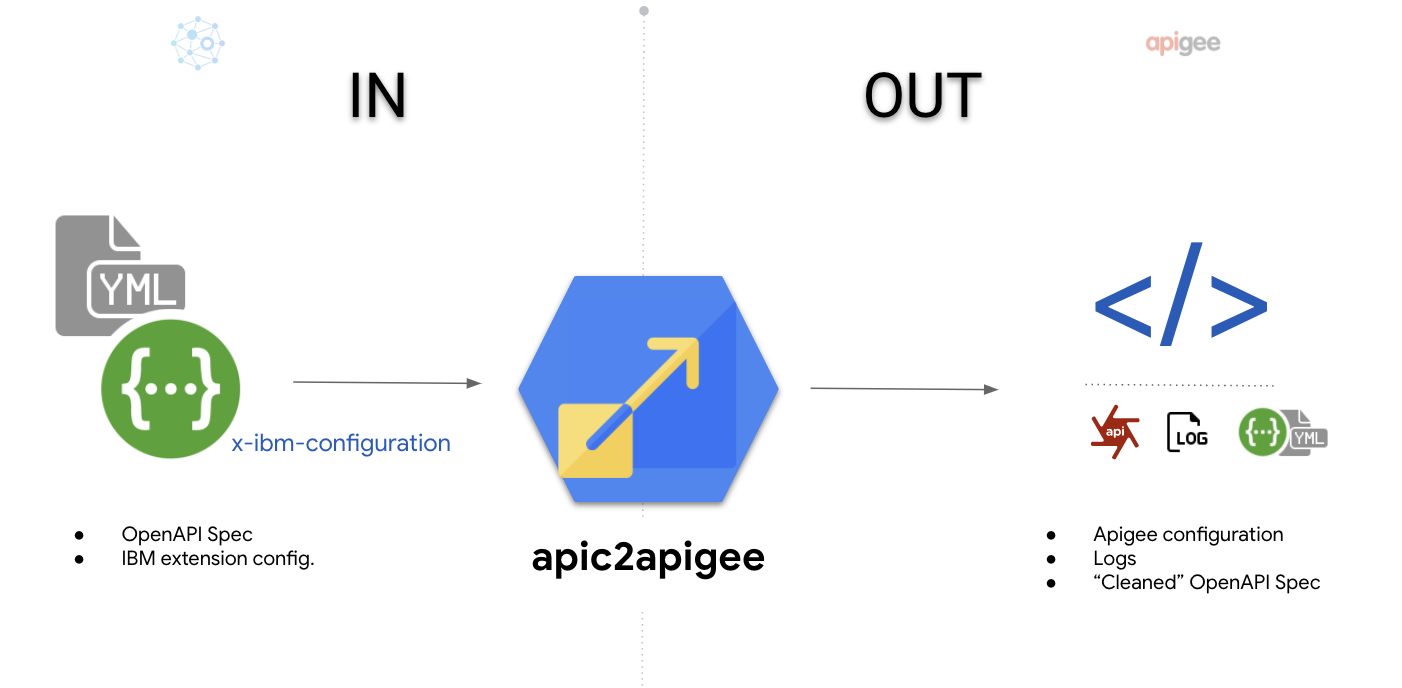 apigee
IN
OUT
YML
{...}
x-ibm-configuration
</>
api
LOG
{...}
YML
● OpenAPI Spec
● IBM extension config.
apic2apigee
● Apigee configuration
● Logs
● “Cleaned” OpenAPI Spec